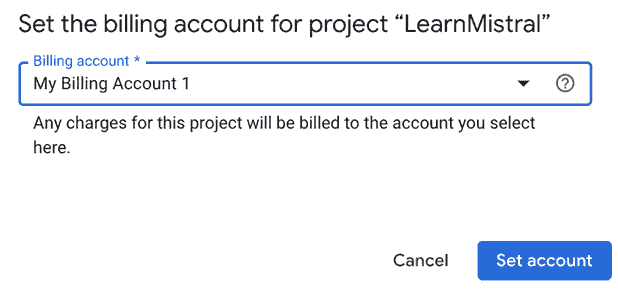 Set the billing account for project “LearnMistral”
Billing account *
My Billing Account 1
Any charges for this project will be billed to the account you select
here.
Cancel
Set account